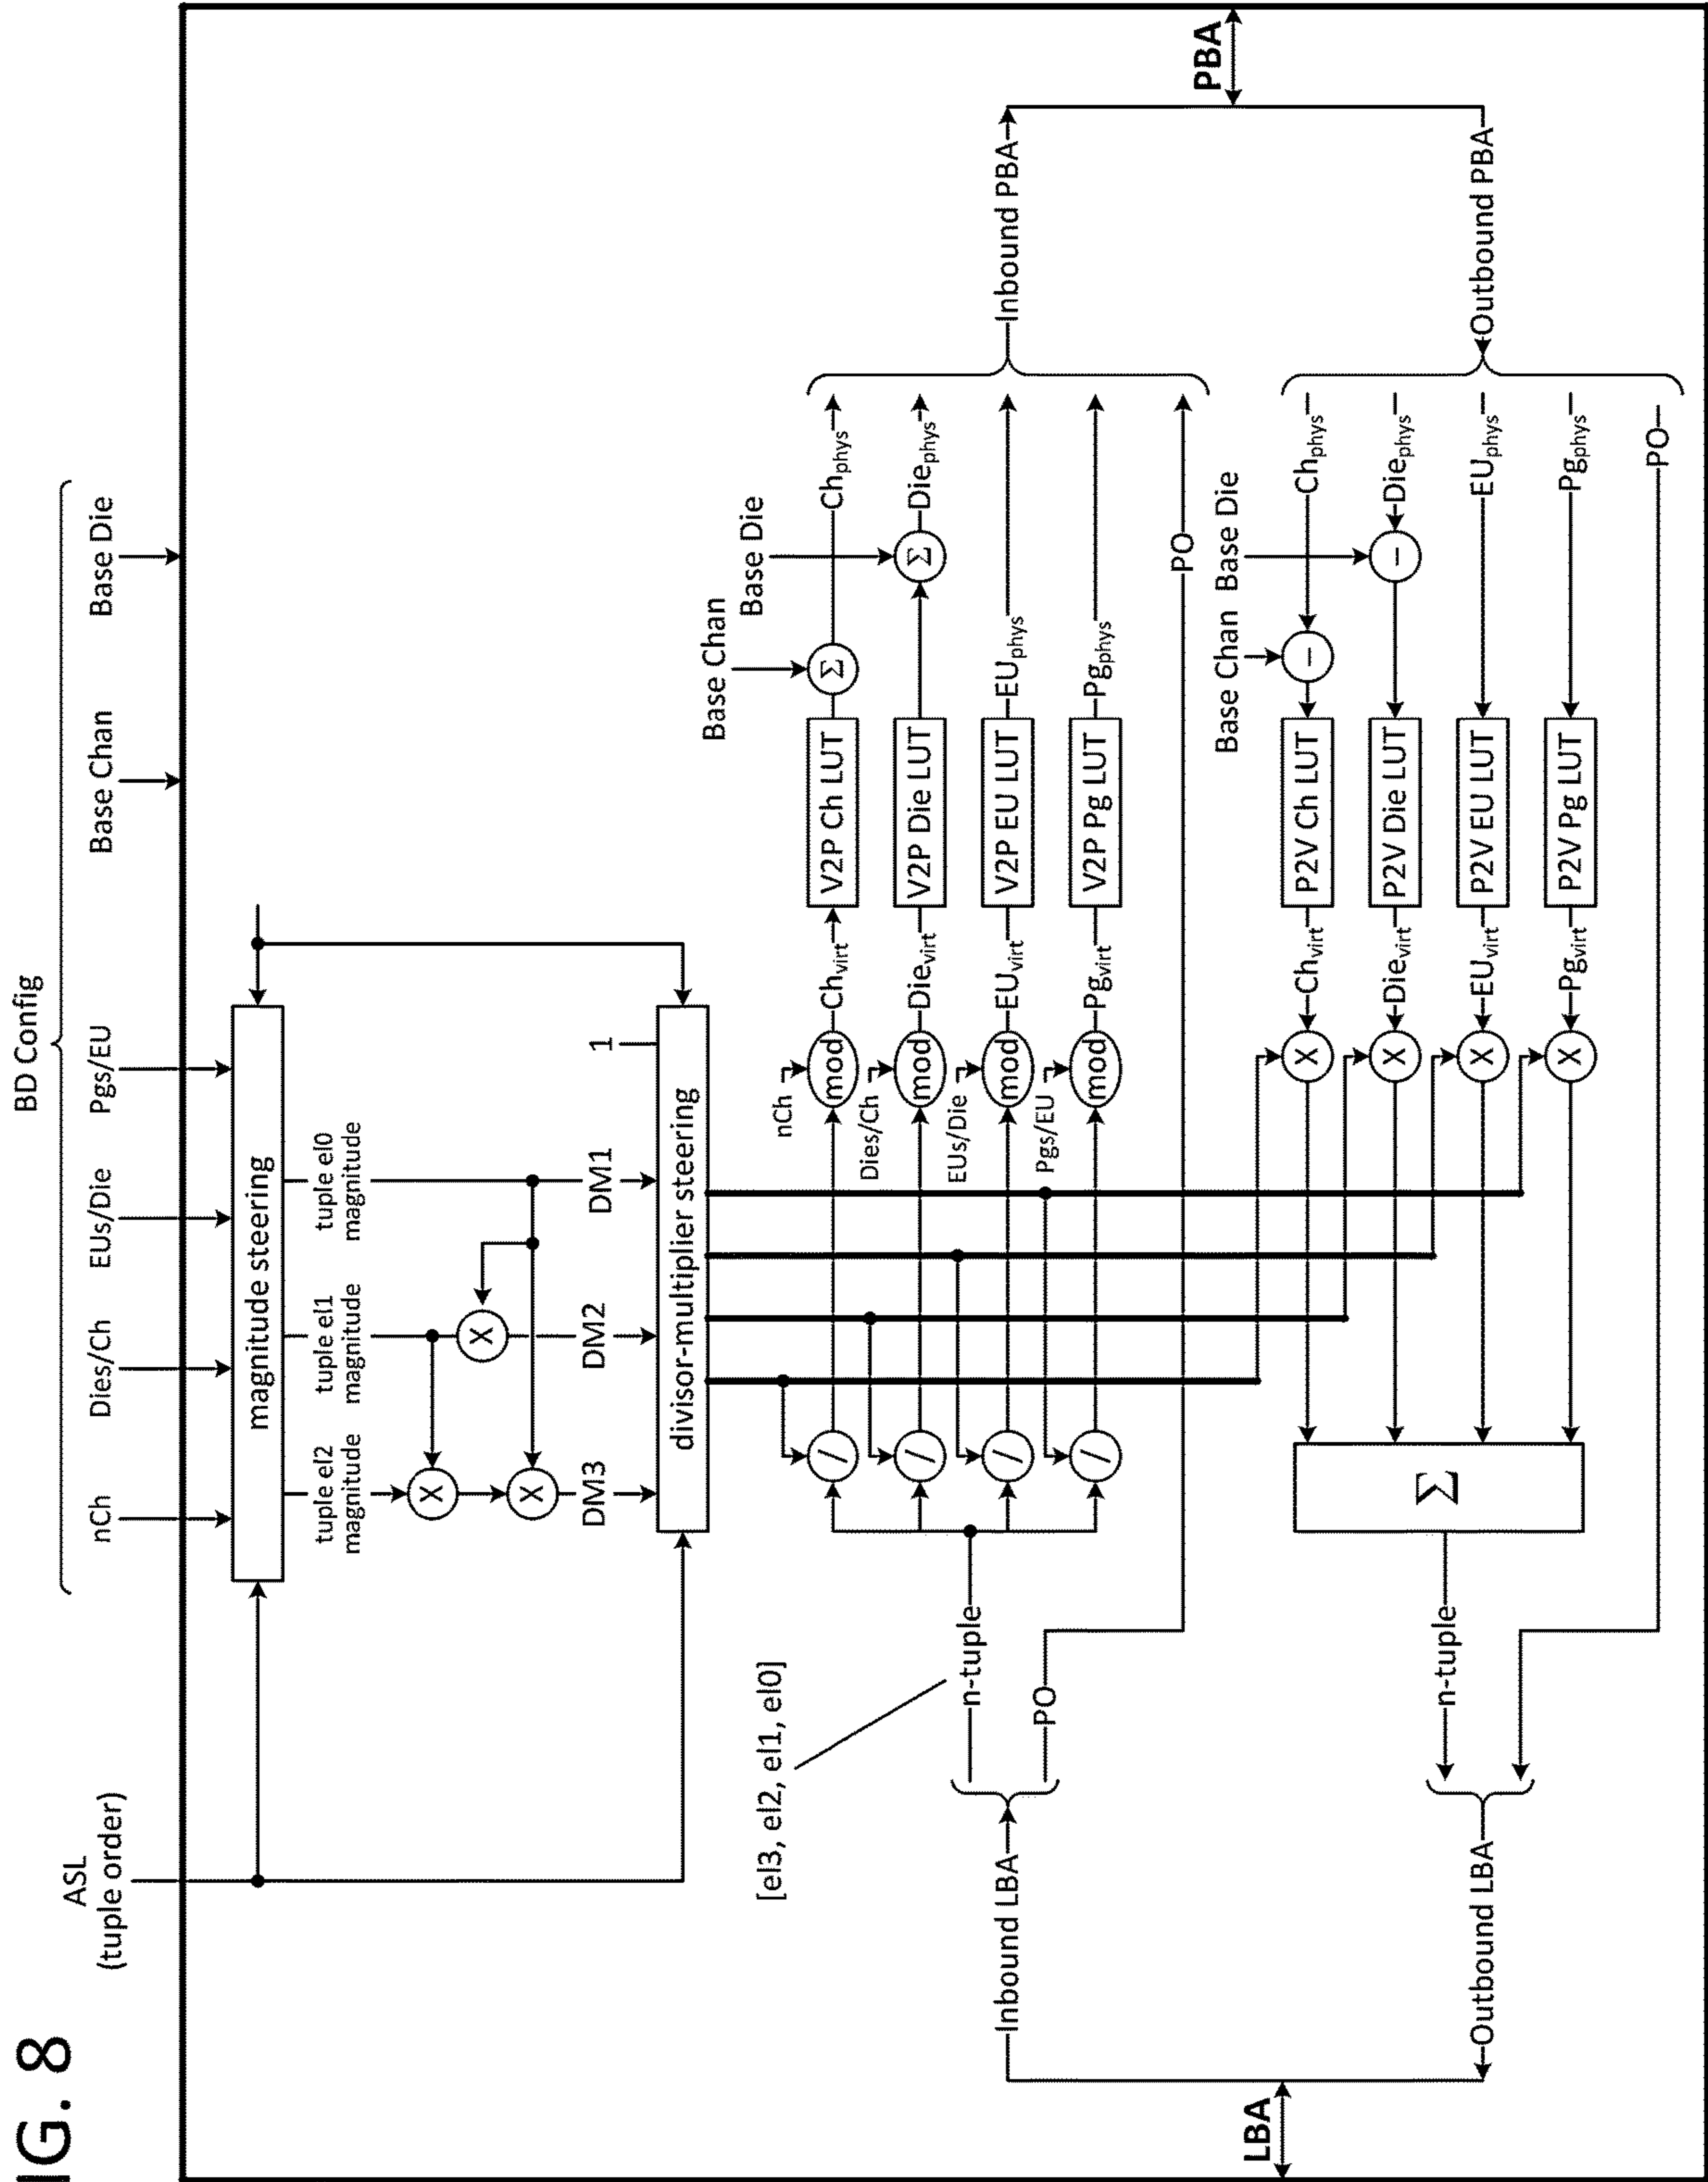 IG. 8
ASL
(tuple order)
BD Config
nCh
Dies/Ch
EUs/Die
Pgs/EU
Base Chan
Base Die
magnitude steering
tuple el2
magnitude
tuple el1
magnitude
tuple el0
magnitude
X
X
X
DM3
DM2
DM1
1
divisor-multiplier steering
[el3, el2, el1, el0]
LBA
Inbound LBA
n-tuple
PO
/
/
/
/
nCh
Dies/Ch
EUs/Die
Pgs/EU
mod
mod
mod
mod
Chvirt
Dievirt
EUvirt
Pgvirt
V2P Ch LUT
V2P Die LUT
V2P EU LUT
V2P Pg LUT
Base Chan
Base Die
Σ
Σ
Chphys
Diephys
EUphys
Pgphys
PO
Inbound PBA
PBA
Outbound LBA
n-tuple
Σ
X
X
X
X
Chvirt
Dievirt
EUvirt
Pgvirt
P2V Ch LUT
P2V Die LUT
P2V EU LUT
P2V Pg LUT
Base Chan
Base Die
−
−
Chphys
Diephys
EUphys
Pgphys
PO
Outbound PBA